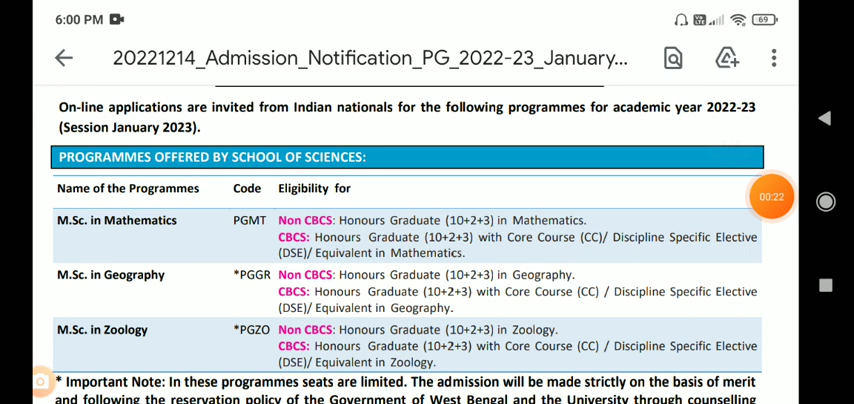 6:00 PM
69
20221214_Admission_Notification_PG_2022-23_January...
On-line applications are invited from Indian nationals for the following programmes for academic year 2022-23
(Session January 2023).
PROGRAMMES OFFERED BY SCHOOL OF SCIENCES:
Name of the Programmes Code Eligibility for
M.Sc. in Mathematics PGMT Non CBCS: Honours Graduate (10+2+3) in Mathematics.
CBCS: Honours Graduate (10+2+3) with Core Course (CC)/ Discipline Specific Elective
(DSE)/ Equivalent in Mathematics.
M.Sc. in Geography *PGGR Non CBCS: Honours Graduate (10+2+3) in Geography.
CBCS: Honours Graduate (10+2+3) with Core Course (CC) / Discipline Specific Elective
(DSE)/ Equivalent in Geography.
M.Sc. in Zoology *PGZO Non CBCS: Honours Graduate (10+2+3) in Zoology.
CBCS: Honours Graduate (10+2+3) with Core Course (CC) / Discipline Specific Elective
(DSE)/ Equivalent in Zoology.
* Important Note: In these programmes seats are limited. The admission will be made strictly on the basis of merit
and following the reservation policy of the Government of West Bengal and the University through counselling
00:22